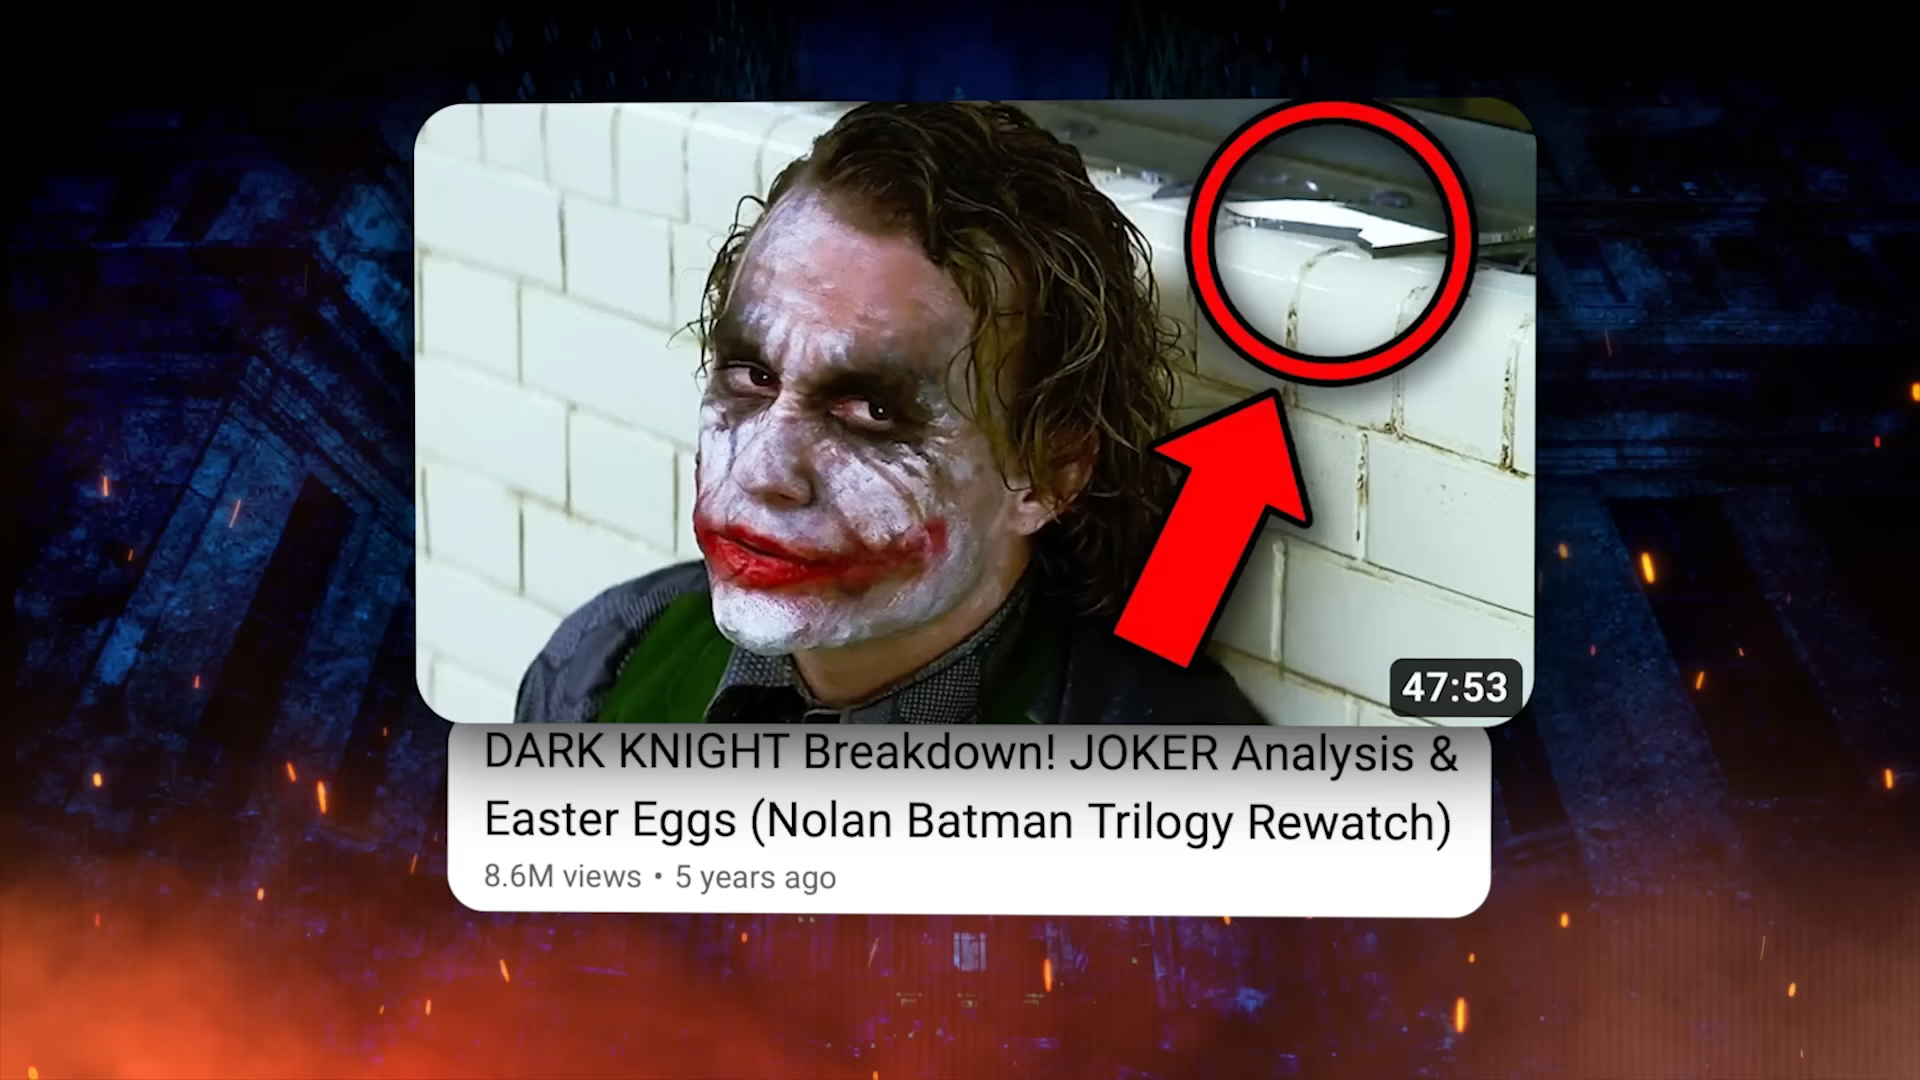 47:53
DARK KNIGHT Breakdown! JOKER Analysis &
Easter Eggs (Nolan Batman Trilogy Rewatch)
8.6M views • 5 years ago